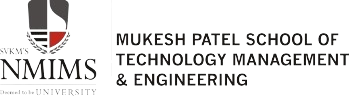 SVKM'S
NMIMS
Deemed to be UNIVERSITY
MUKESH PATEL SCHOOL OF
TECHNOLOGY MANAGEMENT
& ENGINEERING